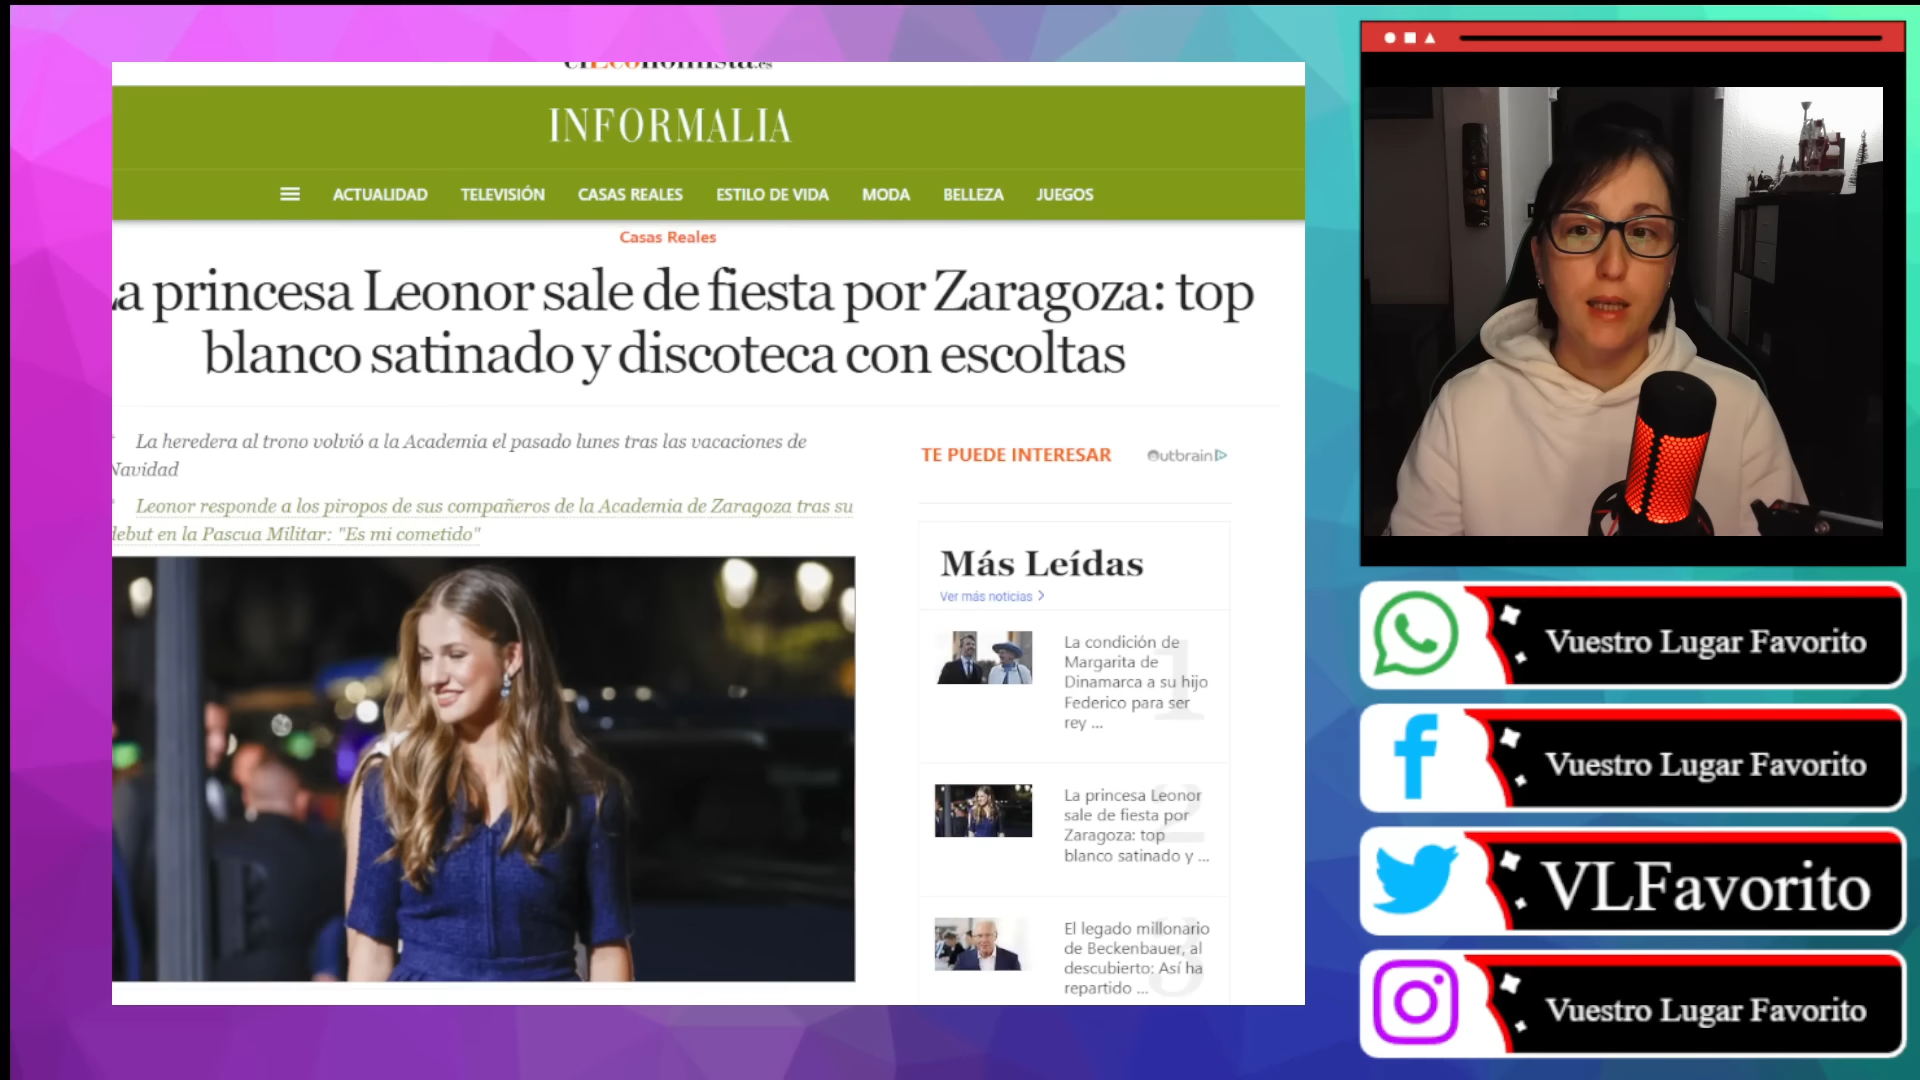 elEconomista.es
INFORMALIA
ACTUALIDAD TELEVISIÓN CASAS REALES ESTILO DE VIDA MODA BELLEZA JUEGOS
Casas Reales
La princesa Leonor sale de fiesta por Zaragoza: top
blanco satinado y discoteca con escoltas
La heredera al trono volvió a la Academia el pasado lunes tras las vacaciones de
Navidad
Leonor responde a los piropos de sus compañeros de la Academia de Zaragoza tras su
debut en la Pascua Militar: "Es mi cometido"
TE PUEDE INTERESAR
Outbrain
Más Leídas
Ver más noticias
1
La condición de
Margarita de
Dinamarca a su hijo
Federico para ser
rey ...
2
La princesa Leonor
sale de fiesta por
Zaragoza: top
blanco satinado y ...
3
El legado millonario
de Beckenbauer, al
descubierto: Así ha
repartido ...
Vuestro Lugar Favorito
Vuestro Lugar Favorito
VLFavorito
Vuestro Lugar Favorito